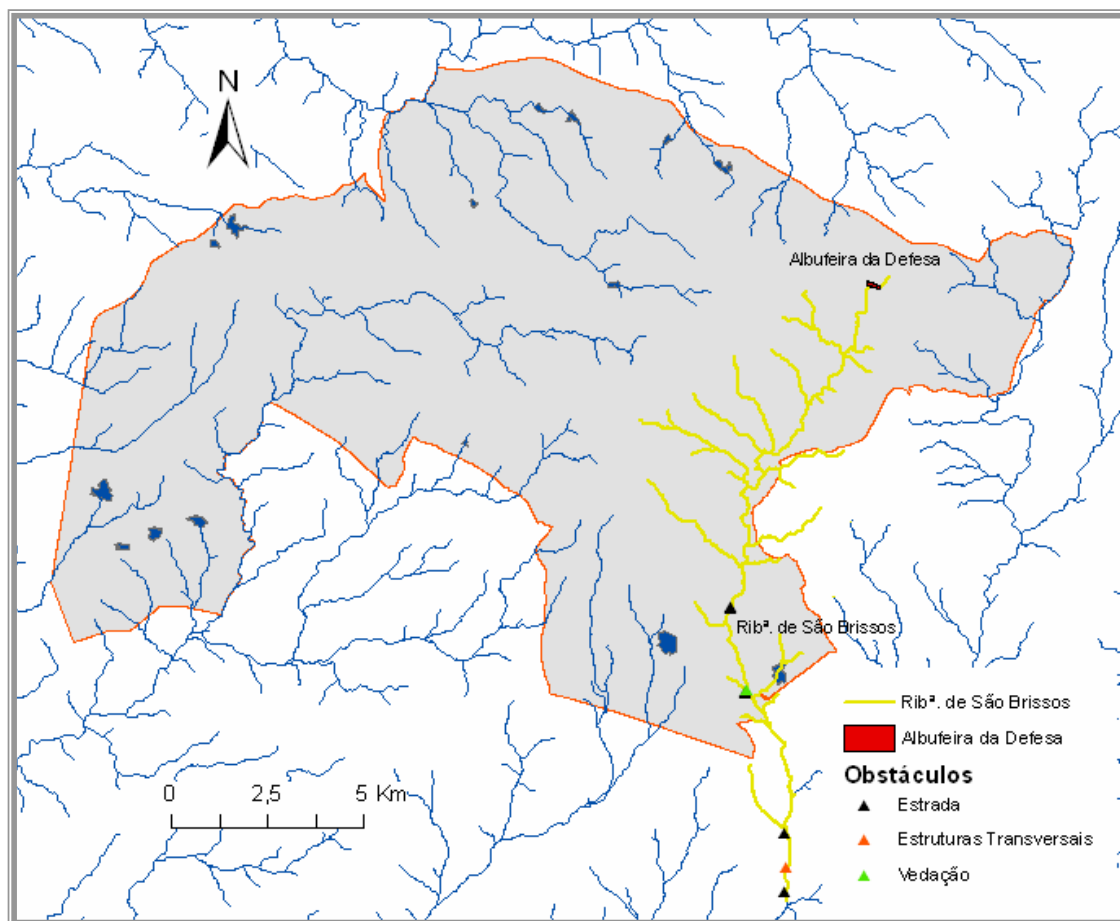 N
Albufeira da Defesa
Ribª. de São Brissos
Ribª. de São Brissos
Albufeira da Defesa
Obstáculos
Estrada
Estruturas Transversais
Vedação
0 2,5 5 Km